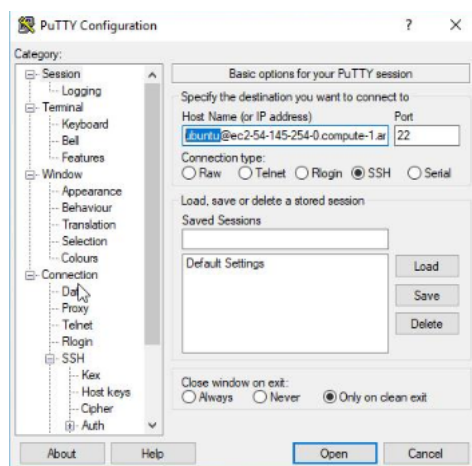 PuTTY Configuration ? ×
Category:
Session
Logging
Terminal
Keyboard
Bell
Features
Window
Appearance
Behaviour
Translation
Selection
Colours
Connection
Data
Proxy
Telnet
Rlogin
SSH
Kex
Host keys
Cipher
Auth
Basic options for your PuTTY session
Specify the destination you want to connect to
Host Name (or IP address) Port
ubuntu@ec2-54-145-254-0.compute-1.ar 22
Connection type:
Raw Telnet Rlogin SSH Serial
Load, save or delete a stored session
Saved Sessions
Default Settings
Load
Save
Delete
Close window on exit:
Always Never Only on clean exit
About Help Open Cancel